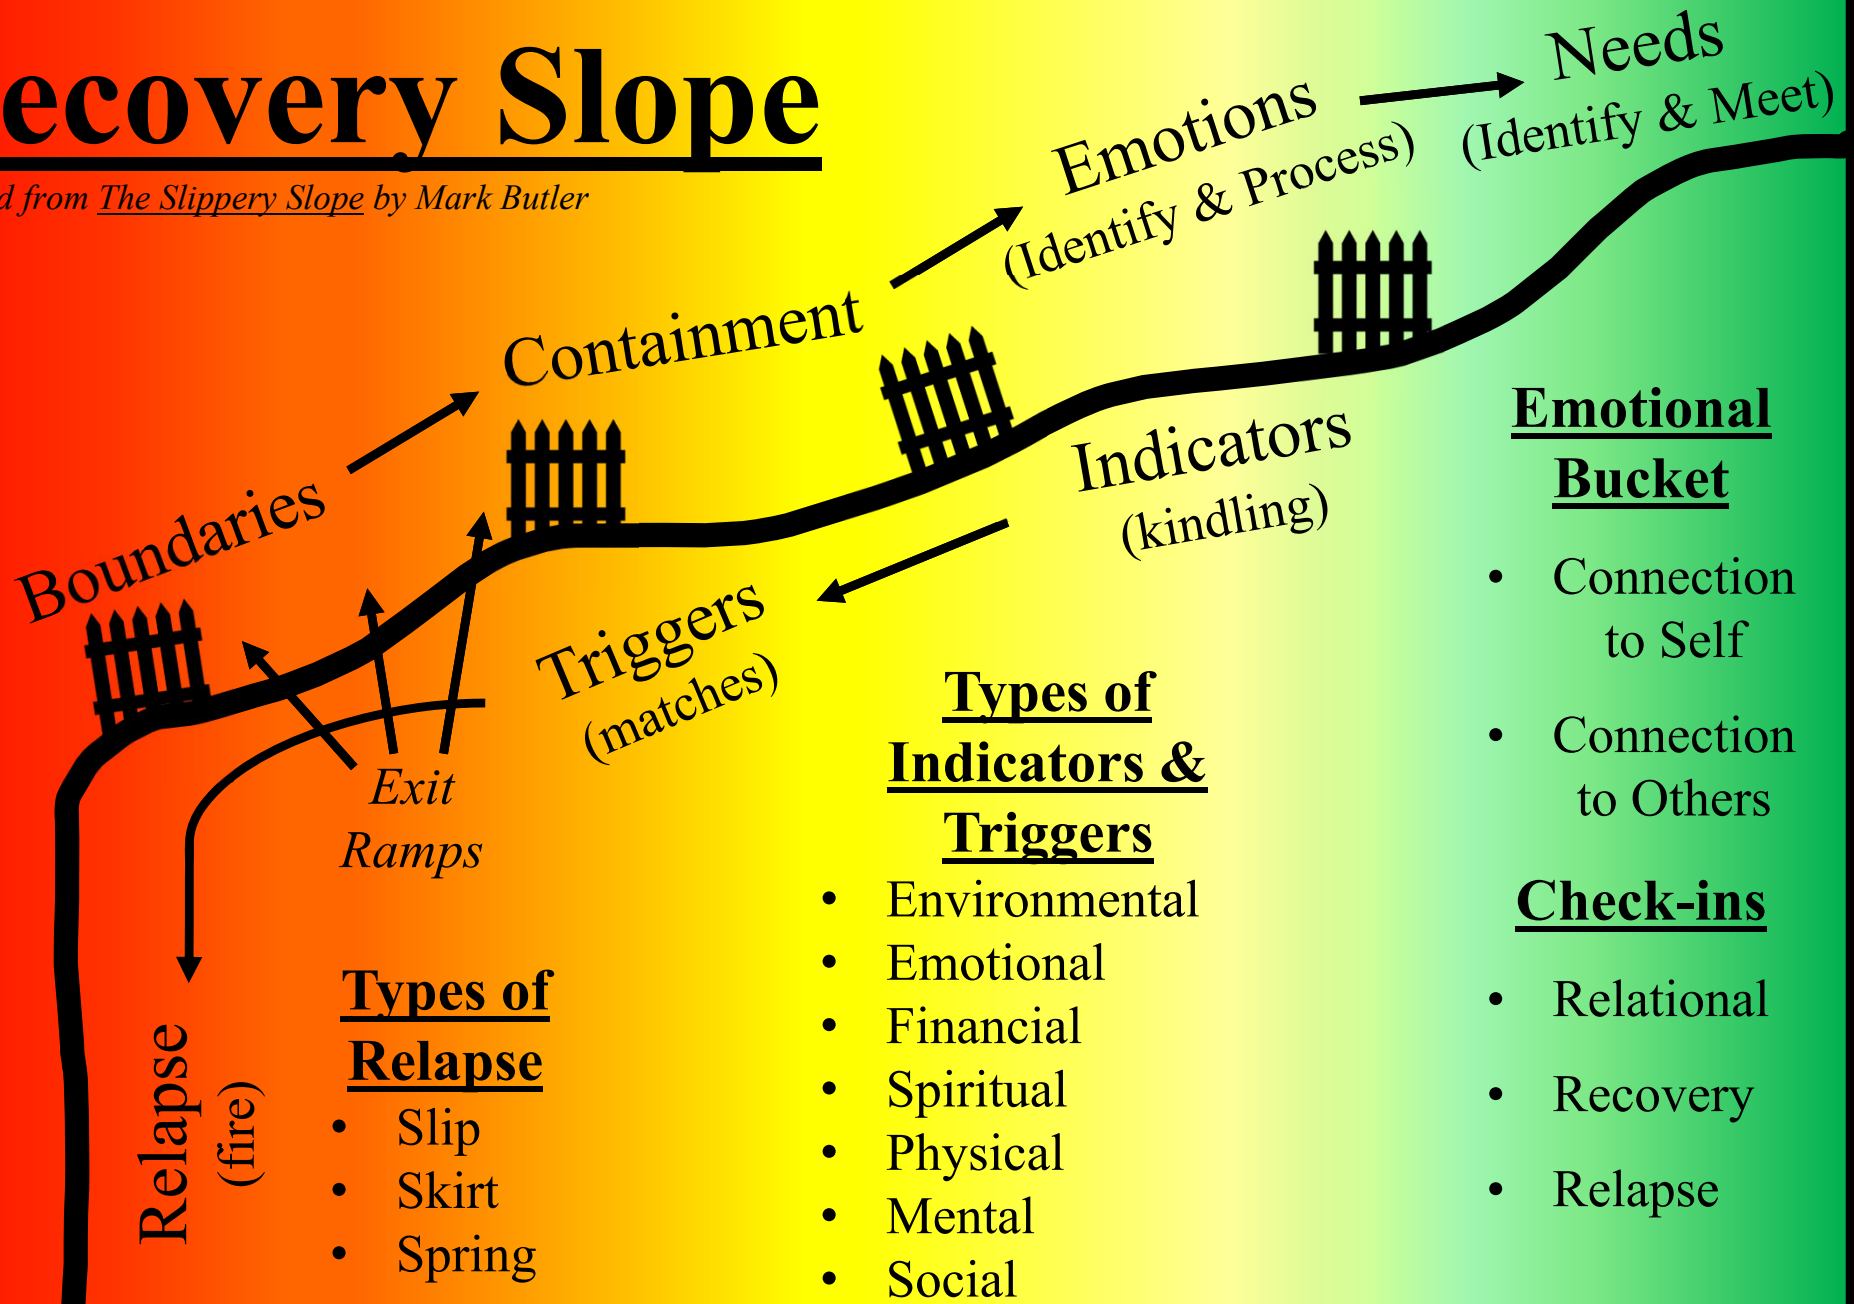 ecovery Slope
d from The Slippery Slope by Mark Butler
Needs
(Identify & Meet)
Emotions
(Identify & Process)
Containment
Boundaries
Indicators
(kindling)
Triggers
(matches)
Exit
Ramps
Relapse
(fire)
Types of
Relapse
• Slip
• Skirt
• Spring
Types of
Indicators &
Triggers
• Environmental
• Emotional
• Financial
• Spiritual
• Physical
• Mental
• Social
Emotional
Bucket
• Connection
to Self
• Connection
to Others
Check-ins
• Relational
• Recovery
• Relapse